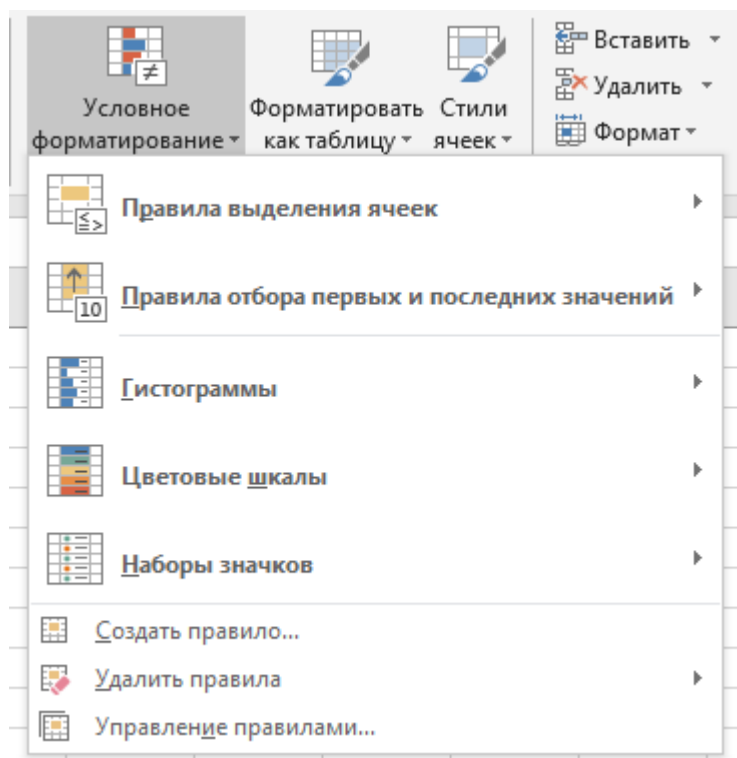 Условное
форматирование
Форматировать
как таблицу
Стили
ячеек
Вставить
Удалить
Формат
≠
≤ >
=
Правила выделения ячеек
10
Правила отбора первых и последних значений
Гистограммы
Цветовые шкалы
Наборы значков
Создать правило...
Удалить правила
Управление правилами...